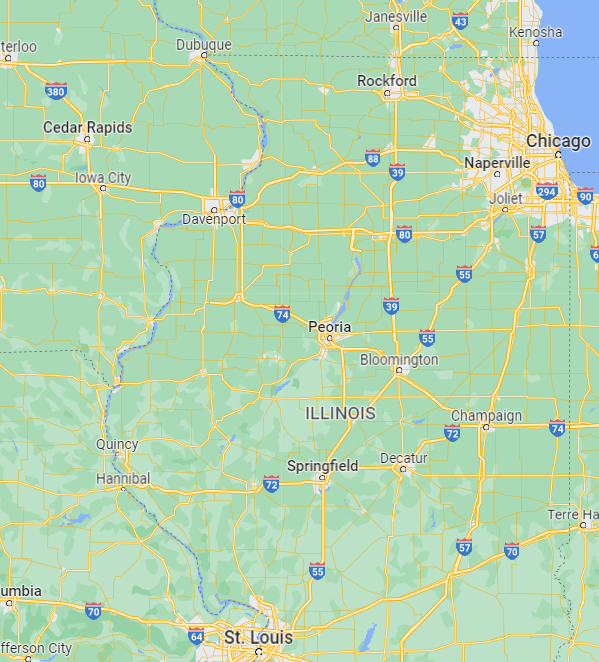 Janesville
43
Kenosha
terloo
Dubuque
380
Rockford
Cedar Rapids
Chicago
88
39
Naperville
80
Iowa City
294
90
80
Joliet
Davenport
80
57
6
55
39
74
Peoria
55
Bloomington
ILLINOIS
Champaign
74
72
Quincy
Decatur
Springfield
Hannibal
72
Terre Ha
57
70
55
umbia
70
64
St. Louis
fferson City